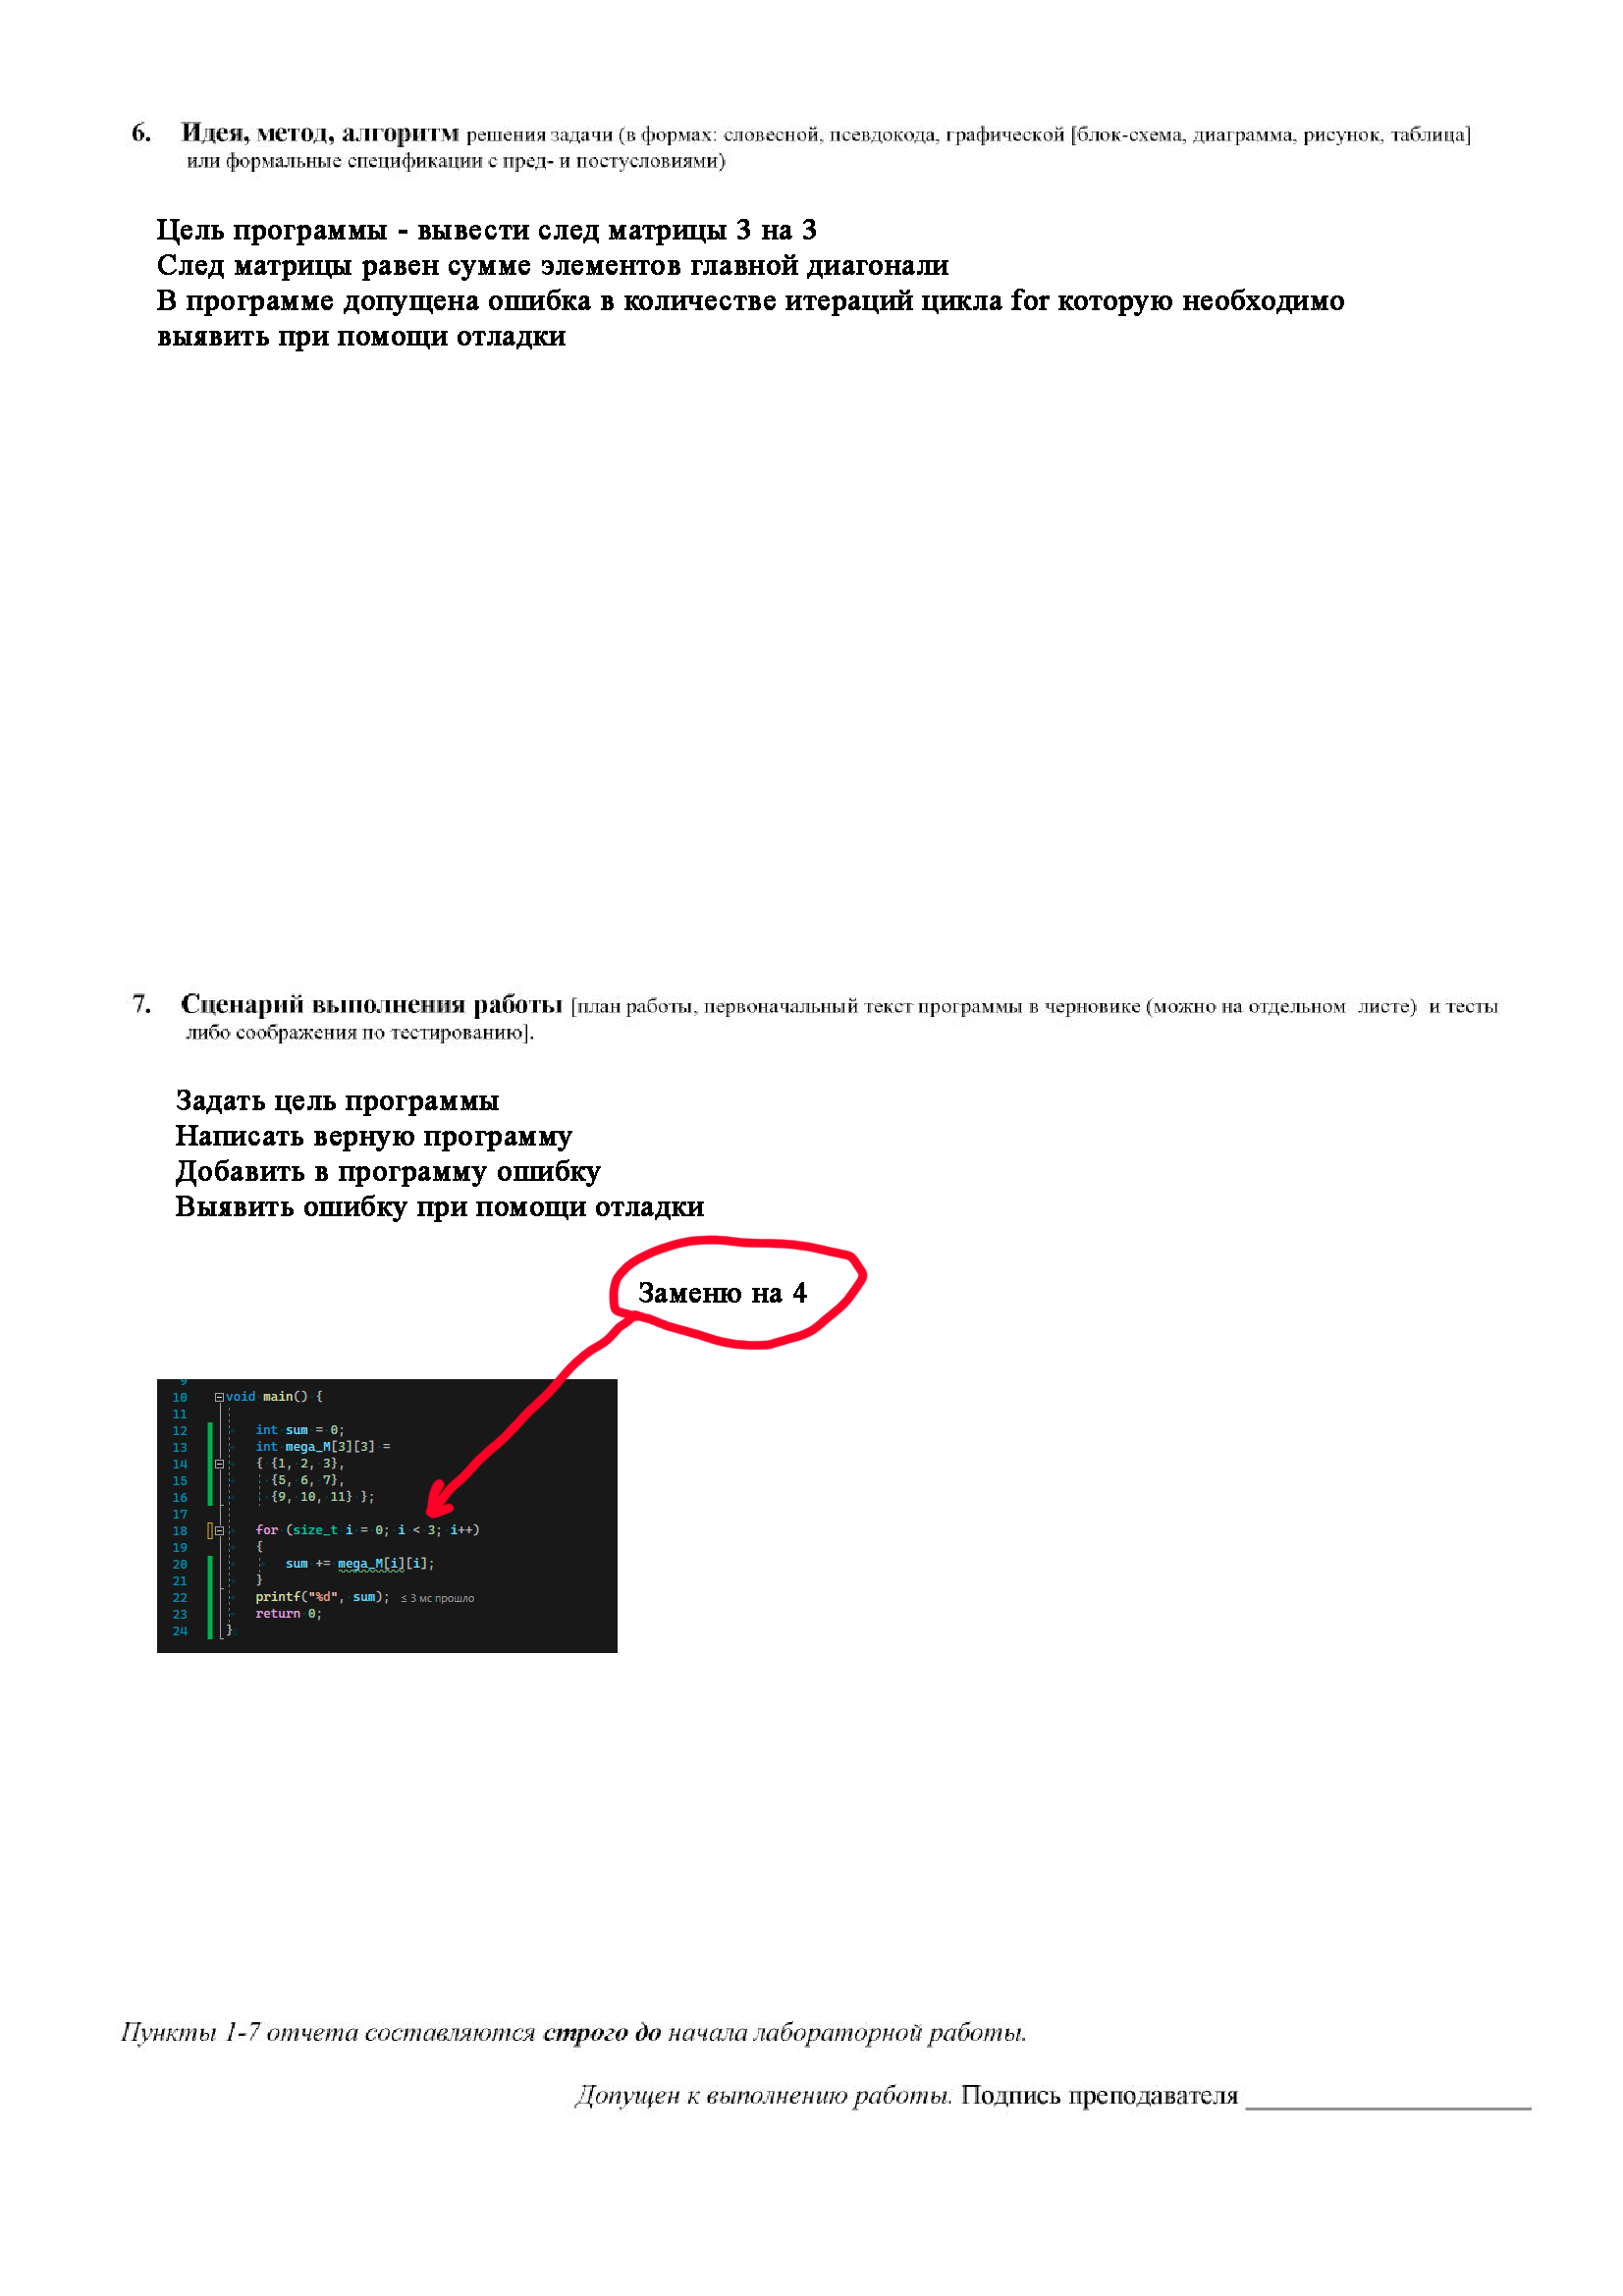 6. Идея, метод, алгоритм решения задачи (в формах: словесной, псевдокода, графической [блок-схема, диаграмма, рисунок, таблица]
или формальные спецификации с пред- и постусловиями)
Цель программы - вывести след матрицы 3 на 3
След матрицы равен сумме элементов главной диагонали
В программе допущена ошибка в количестве итераций цикла for которую необходимо
выявить при помощи отладки
7. Сценарий выполнения работы [план работы, первоначальный текст программы в черновике (можно на отдельном листе) и тесты
либо соображения по тестированию].
Задать цель программы
Написать верную программу
Добавить в программу ошибку
Выявить ошибку при помощи отладки
Заменю на 4
9
10 void main() {
11
12 int sum = 0;
13 int mega_M[3][3] =
14 { {1, 2, 3},
15 {5, 6, 7},
16 {9, 10, 11} };
17
18 for (size_t i = 0; i < 3; i++)
19 {
20 sum += mega_M[i][i];
21 }
22 printf("%d", sum); ≤ 3 мс прошло
23 return 0;
24 }
Пункты 1-7 отчета составляются строго до начала лабораторной работы.
Допущен к выполнению работы. Подпись преподавателя